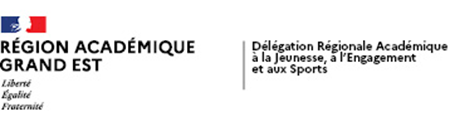 RÉGION ACADÉMIQUE
GRAND EST
Liberté
Égalité
Fraternité
Délégation Régionale Académique
à la Jeunesse, a l'Engagement
et aux Sports